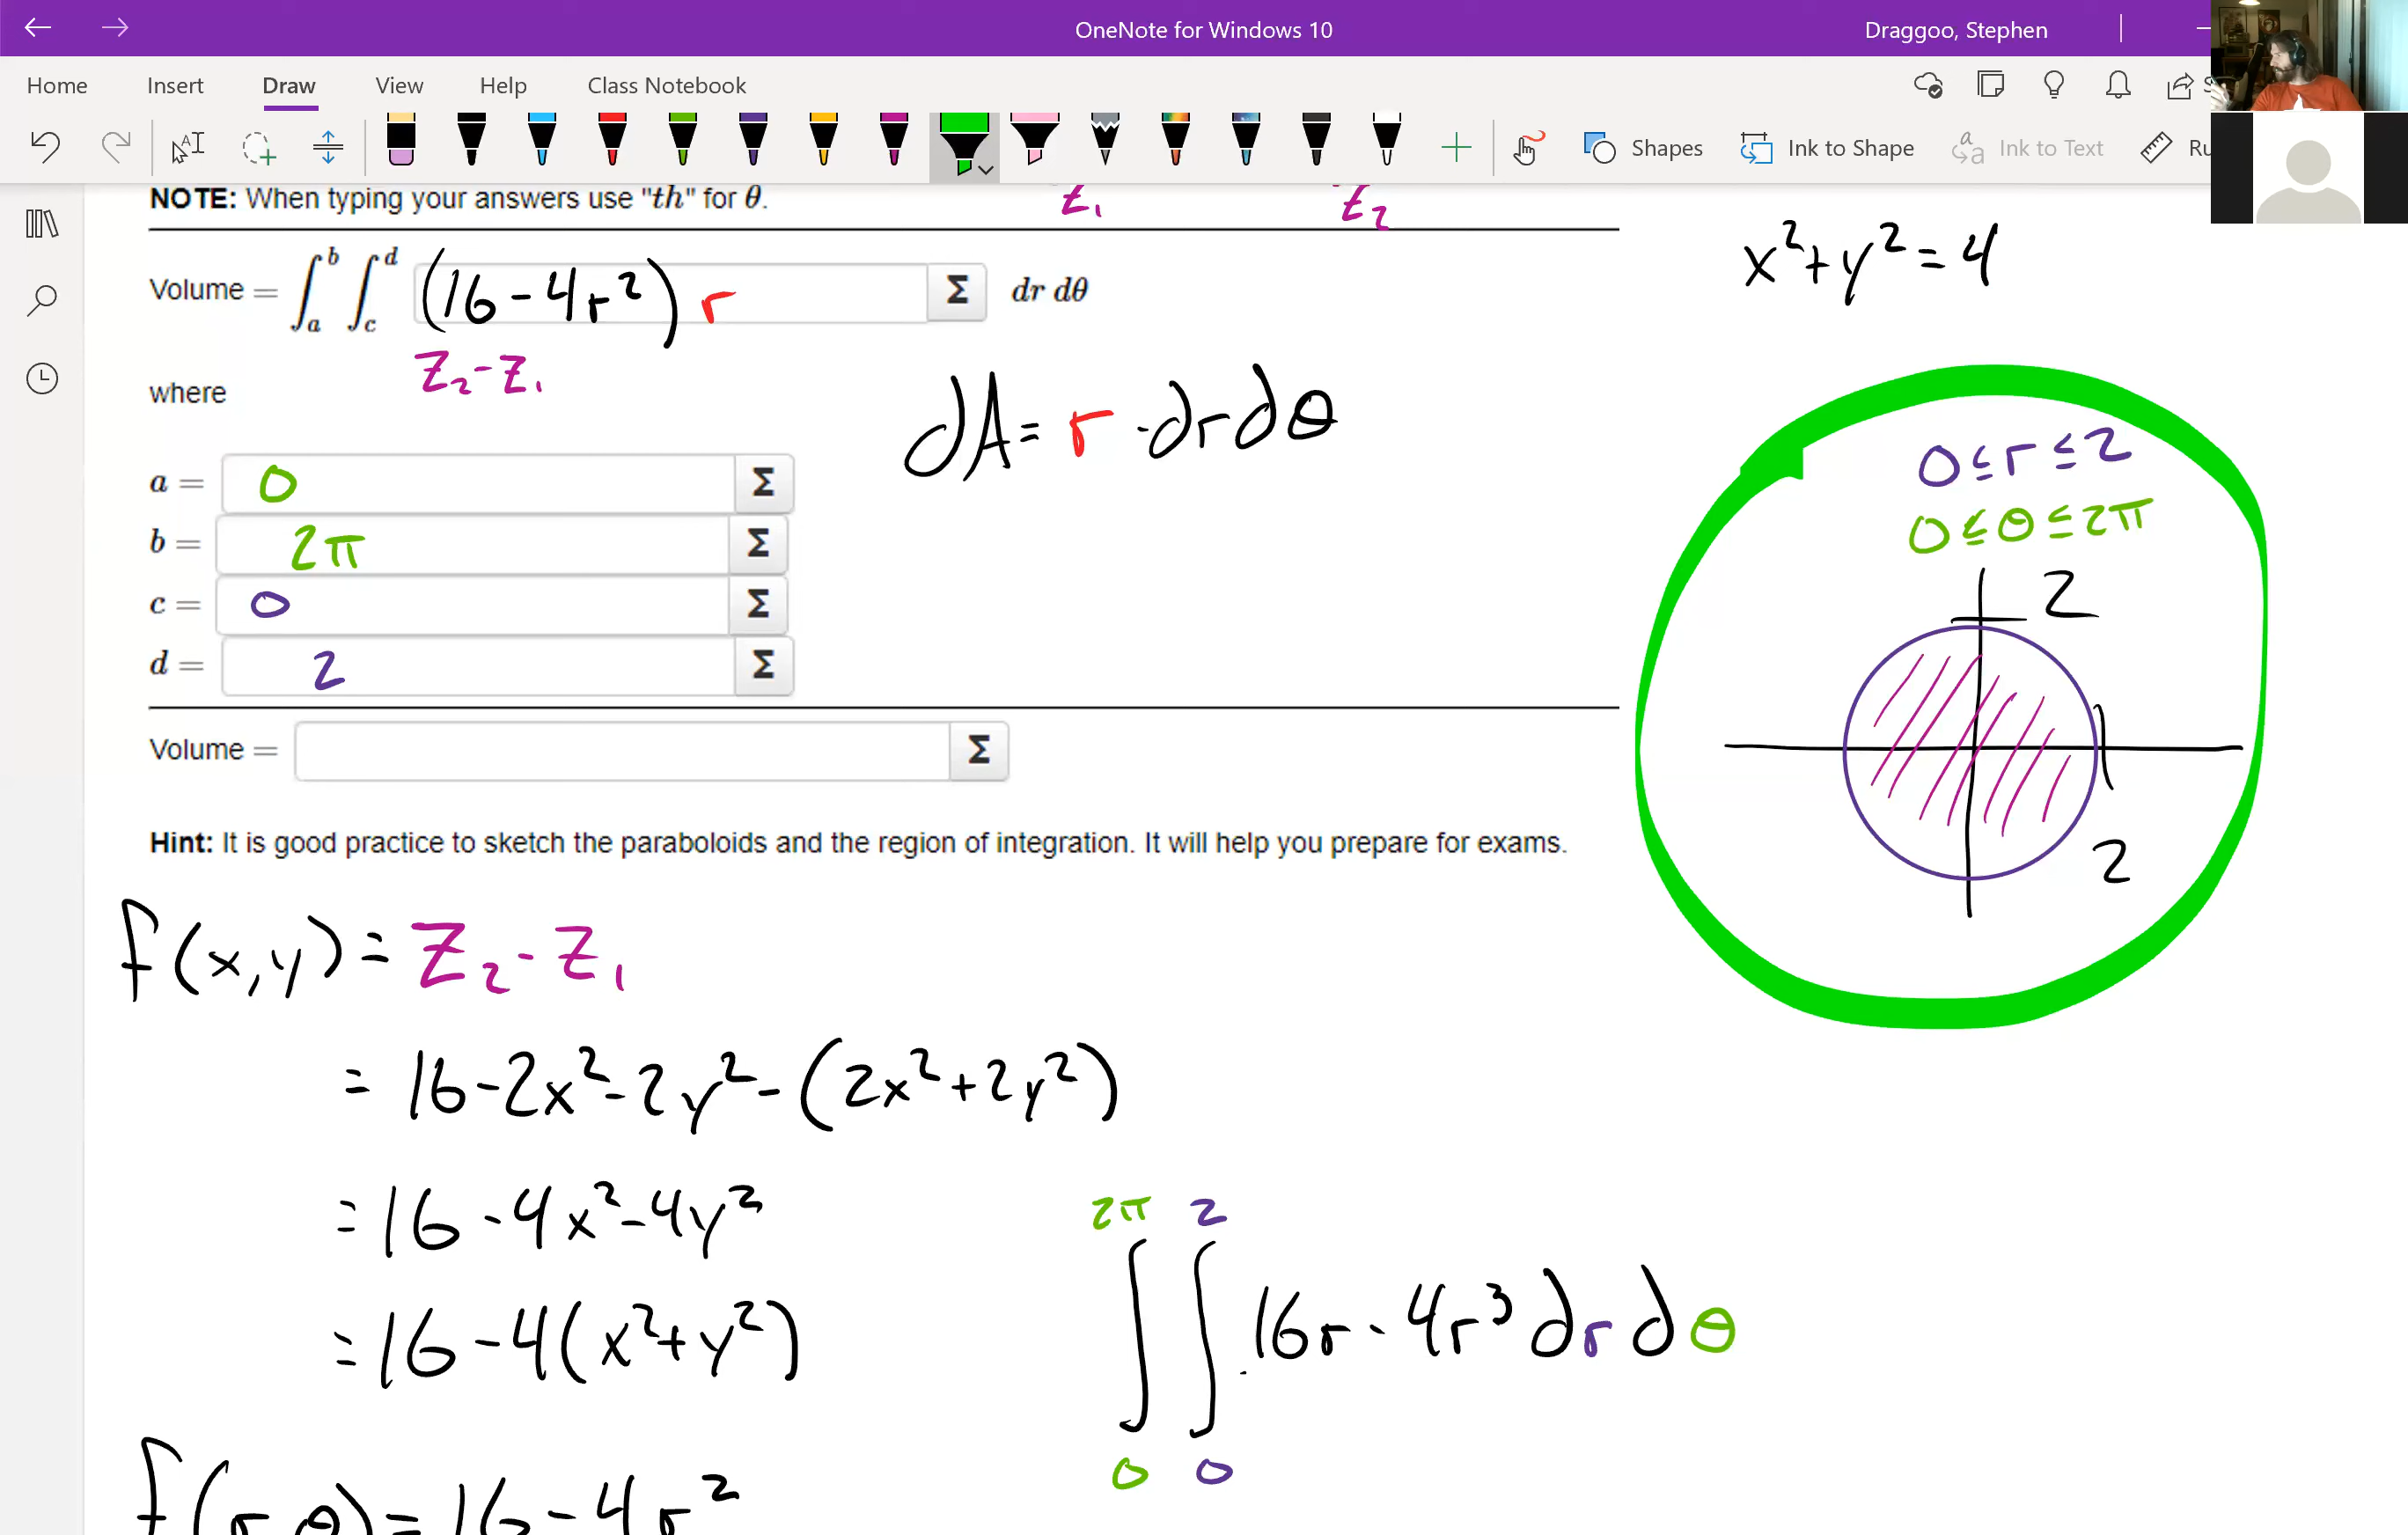 OneNote for Windows 10
Draggoo, Stephen
Home Insert Draw View Help Class Notebook
Shapes Ink to Shape Ink to Text
NOTE: When typing your answers use "th" for θ.
z₁ z₂
x²+y²=4
Volume = ∫_a^b ∫_c^d (16-4r²) r Σ dr dθ
z₂-z₁
where
dA = r · dr dθ
a = 0 Σ
b = 2π Σ
c = 0 Σ
d = 2 Σ
0 ≤ r ≤ 2
0 ≤ θ ≤ 2π
2
2
Volume = Σ
Hint: It is good practice to sketch the paraboloids and the region of integration. It will help you prepare for exams.
f(x,y) = z₂ - z₁
= 16-2x²-2y²-(2x²+2y²)
= 16-4x²-4y²
= 16-4(x²+y²)
∫_0^{2π} ∫_0^2 16r - 4r³ dr dθ
f(r,θ) = 16-4r²